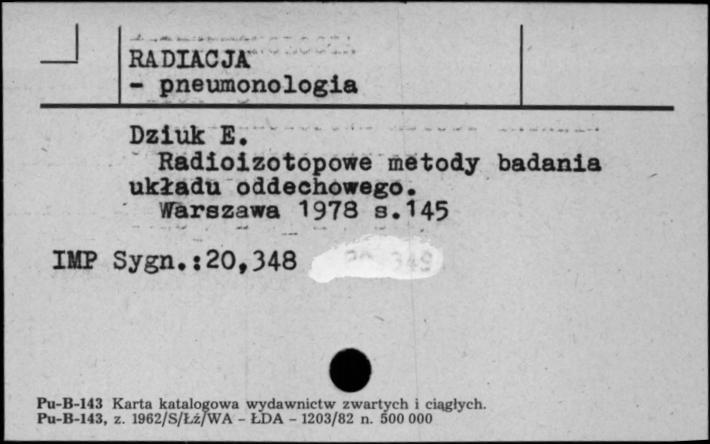 RADIACJA
- pneumonologia
Dziuk E.
Radioizotopowe metody badania
układu oddechowego.
Warszawa 1978 s.145
IMP Sygn.:20,348
Pu-B-143 Karta katalogowa wydawnictw zwartych i ciągłych.
Pu-B-143, z. 1962/S/Łź/WA - ŁDA - 1203/82 n. 500 000